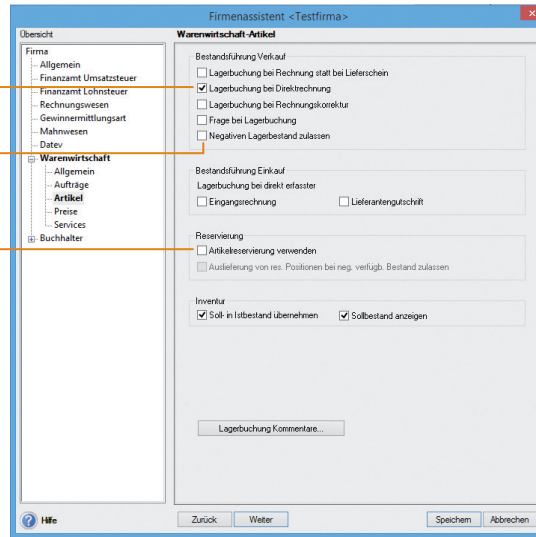 Firmenassistent <Testfirma>
Übersicht
Firma
Allgemein
Finanzamt Umsatzsteuer
Finanzamt Lohnsteuer
Rechnungswesen
Gewinnermittlungsart
Mahnwesen
Datev
Warenwirtschaft
Allgemein
Aufträge
Artikel
Preise
Services
Buchhalter
Warenwirtschaft-Artikel
Bestandsführung Verkauf
Lagerbuchung bei Rechnung statt bei Lieferschein
Lagerbuchung bei Direktrechnung
Lagerbuchung bei Rechnungskorrektur
Frage bei Lagerbuchung
Negativen Lagerbestand zulassen
Bestandsführung Einkauf
Lagerbuchung bei direkt erfasster
Eingangsrechnung Lieferantengutschrift
Reservierung
Artikelreservierung verwenden
Auslieferung von res. Positionen bei neg. verfügb. Bestand zulassen
Inventur
Soll- in Istbestand übernehmen Sollbestand anzeigen
Lagerbuchung Kommentare...
Hilfe Zurück Weiter Speichern Abbrechen